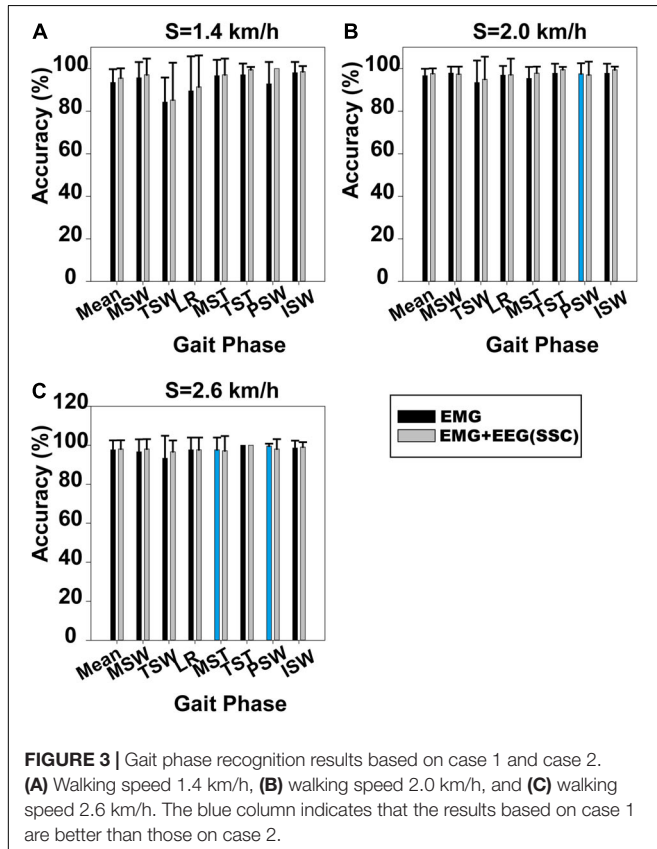 A
S=1.4 km/h
Accuracy (%)
100
80
60
40
20
0
Mean
MSW
TSW
LR
MST
TST
PSW
ISW
Gait Phase
B
S=2.0 km/h
Accuracy (%)
100
80
60
40
20
0
Mean
MSW
TSW
LR
MST
TST
PSW
ISW
Gait Phase
C
S=2.6 km/h
Accuracy (%)
120
100
80
60
40
20
0
Mean
MSW
TSW
LR
MST
TST
PSW
ISW
Gait Phase
EMG
EMG+EEG(SSC)
FIGURE 3 | Gait phase recognition results based on case 1 and case 2.
(A) Walking speed 1.4 km/h, (B) walking speed 2.0 km/h, and (C) walking
speed 2.6 km/h. The blue column indicates that the results based on case 1
are better than those on case 2.